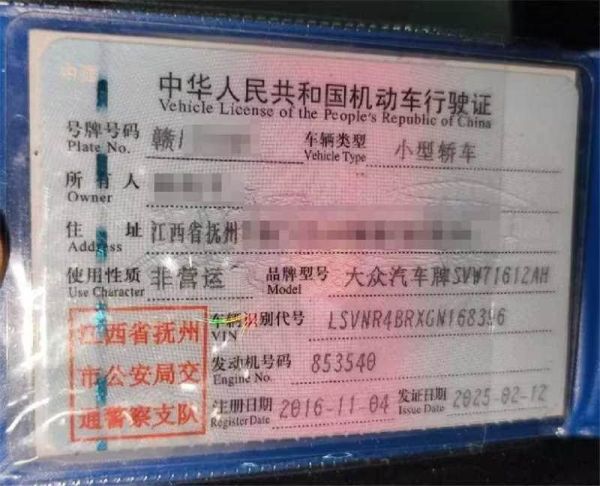 中华人民共和国机动车行驶证
Vehicle License of the People's Republic of China
号牌号码 赣 车辆类型 小型轿车
Plate No. Vehicle Type
所有人
Owner
住址 江西省抚州
Address
使用性质 非营运 品牌型号 大众汽车牌SVW71612AH
Use Character Model
江西省抚州
市公安局交
通警察支队
车辆识别代号 LSVNR4BRXGN168396
VIN
发动机号码 853540
Engine No.
注册日期 2016-11-04 发证日期 2025-02-12
Register Date Issue Date